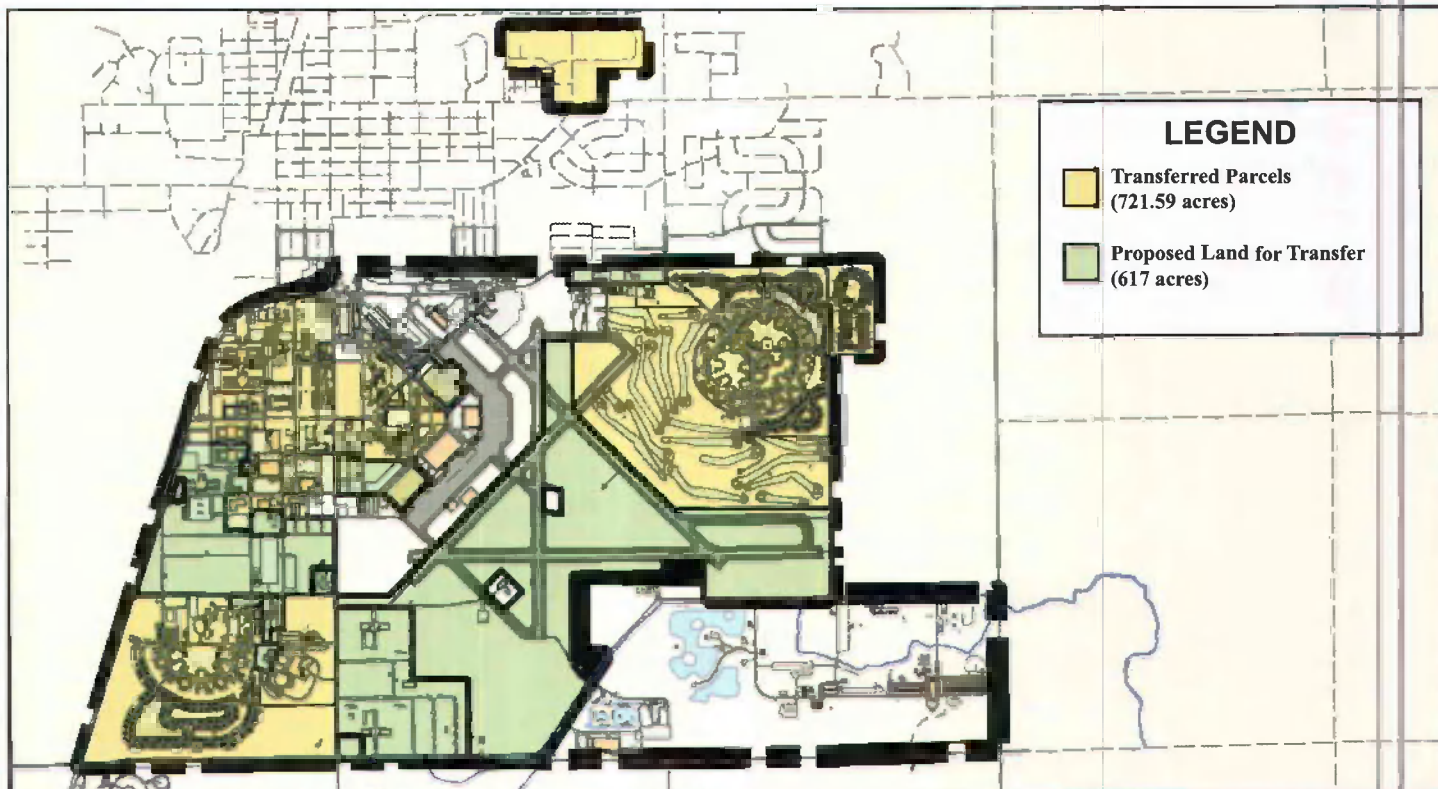 LEGEND
Transferred Parcels
(721.59 acres)
Proposed Land for Transfer
(617 acres)